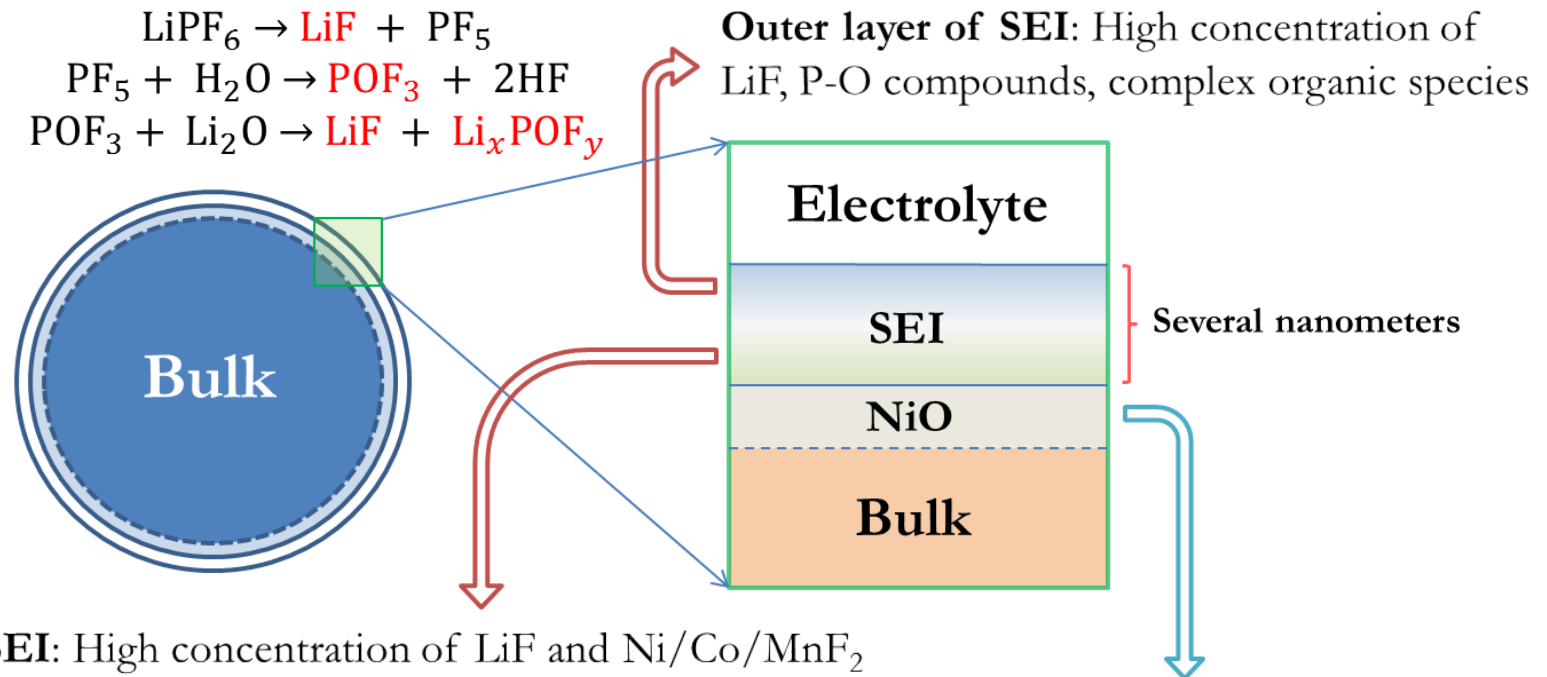 LiPF₆ → LiF + PF₅
PF₅ + H₂O → POF₃ + 2HF
POF₃ + Li₂O → LiF + LiₓPOF_y
Outer layer of SEI: High concentration of
LiF, P-O compounds, complex organic species
Electrolyte
SEI
Several nanometers
NiO
Bulk
Bulk
EI: High concentration of LiF and Ni/Co/MnF₂